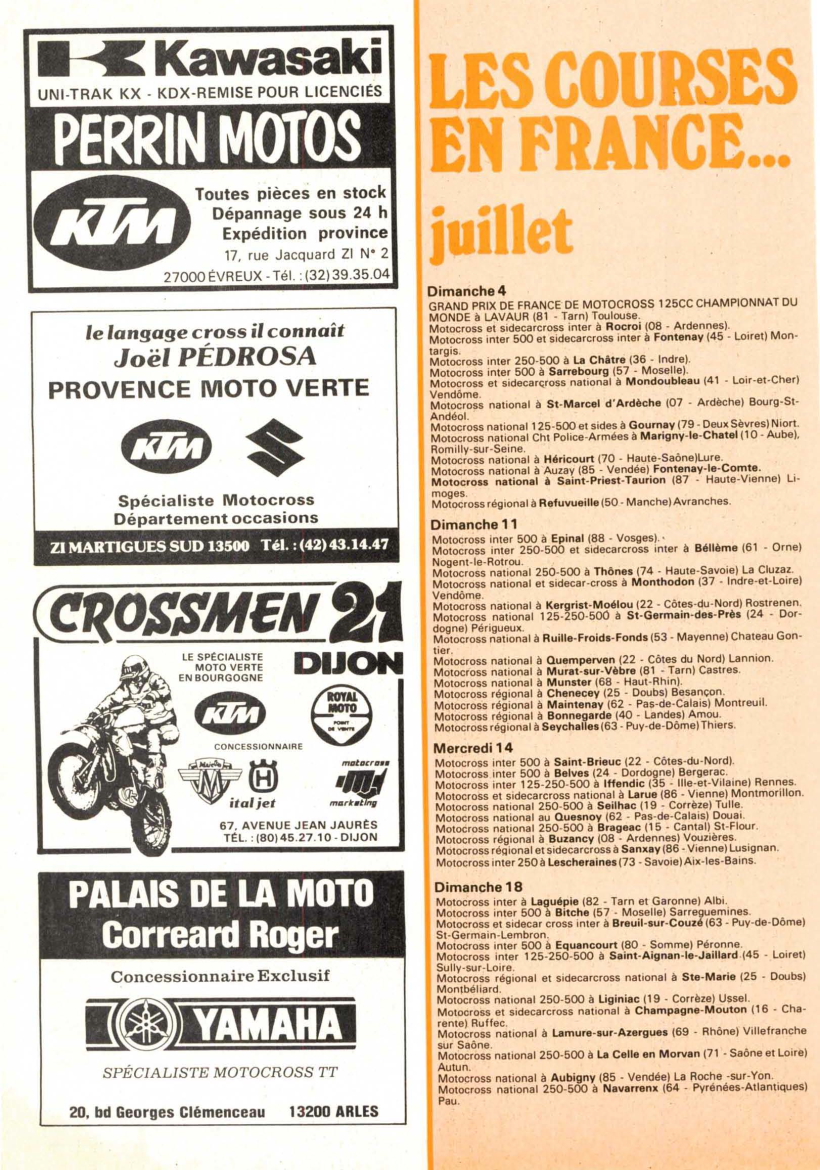 Kawasaki
UNI-TRAK KX - KDX-REMISE POUR LICENCIÉS
PERRIN MOTOS
KTM
Toutes pièces en stock
Dépannage sous 24 h
Expédition province
17, rue Jacquard ZI N° 2
27000 ÉVREUX - Tél. : (32) 39.35.04
le langage cross il connaît
Joël PÉDROSA
PROVENCE MOTO VERTE
KTM
Spécialiste Motocross
Département occasions
ZI MARTIGUES SUD 13500 Tél. : (42) 43.14.47
CROSSMEN 21
DIJON
LE SPÉCIALISTE
MOTO VERTE
EN BOURGOGNE
KTM
ROYAL
MOTO
POINT
DE VENTE
CONCESSIONNAIRE
Maico
M
H
italjet
motocross
marketing
67, AVENUE JEAN JAURÈS
TÉL. : (80) 45.27.10 - DIJON
PALAIS DE LA MOTO
Correard Roger
Concessionnaire Exclusif
YAMAHA
SPÉCIALISTE MOTOCROSS TT
20, bd Georges Clémenceau 13200 ARLES
LES COURSES
EN FRANCE...
juillet
Dimanche 4
GRAND PRIX DE FRANCE DE MOTOCROSS 125CC CHAMPIONNAT DU
MONDE à LAVAUR (81 - Tarn) Toulouse.
Motocross et sidecarcross inter à Rocroi (08 - Ardennes).
Motocross inter 500 et sidecarcross inter à Fontenay (45 - Loiret) Mon-
targis.
Motocross inter 250-500 à La Châtre (36 - Indre).
Motocross inter 500 à Sarrebourg (57 - Moselle).
Motocross et sidecarcross national à Mondoubleau (41 - Loir-et-Cher)
Vendôme.
Motocross national à St-Marcel d'Ardèche (07 - Ardèche) Bourg-St-
Andéol.
Motocross national 125-500 et sides à Gournay (79 - Deux Sèvres) Niort.
Motocross national Cht Police-Armées à Marigny-le-Chatel (10 - Aube),
Romilly-sur-Seine.
Motocross national à Héricourt (70 - Haute-Saône)Lure.
Motocross national à Auzay (85 - Vendée) Fontenay-le-Comte.
Motocross national à Saint-Priest-Taurion (87 - Haute-Vienne) Li-
moges.
Motocross régional à Refuvueille (50 - Manche) Avranches.
Dimanche 11
Motocross inter 500 à Epinal (88 - Vosges).
Motocross inter 250-500 et sidecarcross inter à Béllème (61 - Orne)
Nogent-le-Rotrou.
Motocross national 250-500 à Thônes (74 - Haute-Savoie) La Cluzaz.
Motocross national et sidecar-cross à Monthodon (37 - Indre-et-Loire)
Vendôme.
Motocross national à Kergrist-Moélou (22 - Côtes-du-Nord) Rostrenen.
Motocross national 125-250-500 à St-Germain-des-Près (24 - Dor-
dogne) Périgueux.
Motocross national à Ruille-Froids-Fonds (53 - Mayenne) Chateau Gon-
tier.
Motocross national à Quemperven (22 - Côtes du Nord) Lannion.
Motocross national à Murat-sur-Vèbre (81 - Tarn) Castres.
Motocross national à Munster (68 - Haut-Rhin).
Motocross régional à Chenecey (25 - Doubs) Besançon.
Motocross régional à Maintenay (62 - Pas-de-Calais) Montreuil.
Motocross régional à Bonnegarde (40 - Landes) Amou.
Motocross régional à Seychalles (63 - Puy-de-Dôme) Thiers.
Mercredi 14
Motocross inter 500 à Saint-Brieuc (22 - Côtes-du-Nord).
Motocross inter 500 à Belves (24 - Dordogne) Bergerac.
Motocross inter 125-250-500 à Iffendic (35 - Ille-et-Vilaine) Rennes.
Motocross et sidecarcross national à Larue (86 - Vienne) Montmorillon.
Motocross national 250-500 à Seilhac (19 - Corrèze) Tulle.
Motocross national au Quesnoy (62 - Pas-de-Calais) Douai.
Motocross national 250-500 à Brageac (15 - Cantal) St-Flour.
Motocross régional à Buzancy (08 - Ardennes) Vouzières.
Motocross régional et sidecarcross à Sanxay (86 - Vienne) Lusignan.
Motocross inter 250 à Lescheraines (73 - Savoie) Aix-les-Bains.
Dimanche 18
Motocross inter à Laguépie (82 - Tarn et Garonne) Albi.
Motocross inter 500 à Bitche (57 - Moselle) Sarreguemines.
Motocross et sidecar cross inter à Breuil-sur-Couzé (63 - Puy-de-Dôme)
St-Germain-Lembron.
Motocross inter 500 à Equancourt (80 - Somme) Péronne.
Motocross inter 125-250-500 à Saint-Aignan-le-Jaillard (45 - Loiret)
Sully-sur-Loire.
Motocross régional et sidecarcross national à Ste-Marie (25 - Doubs)
Montbéliard.
Motocross national 250-500 à Liginiac (19 - Corrèze) Ussel.
Motocross et sidecarcross national à Champagne-Mouton (16 - Cha-
rente) Ruffec.
Motocross national à Lamure-sur-Azergues (69 - Rhône) Villefranche
sur Saône.
Motocross national 250-500 à La Celle en Morvan (71 - Saône et Loire)
Autun.
Motocross national à Aubigny (85 - Vendée) La Roche -sur-Yon.
Motocross national 250-500 à Navarrenx (64 - Pyrénées-Atlantiques)
Pau.